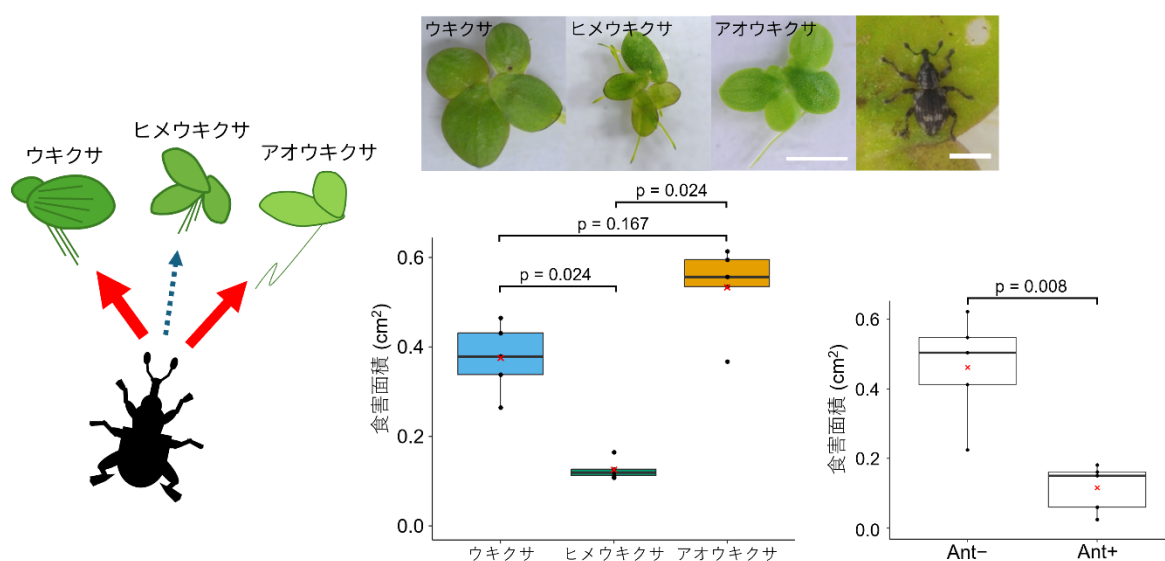 ウキクサ
ヒメウキクサ
アオウキクサ
ヒメウキクサ
ウキクサ
アオウキクサ
p = 0.024
p = 0.167
p = 0.024
食害面積 (cm²)
0.6
0.4
0.2
0.0
ウキクサ
ヒメウキクサ
アオウキクサ
p = 0.008
食害面積 (cm²)
0.6
0.4
0.2
0.0
Ant−
Ant+